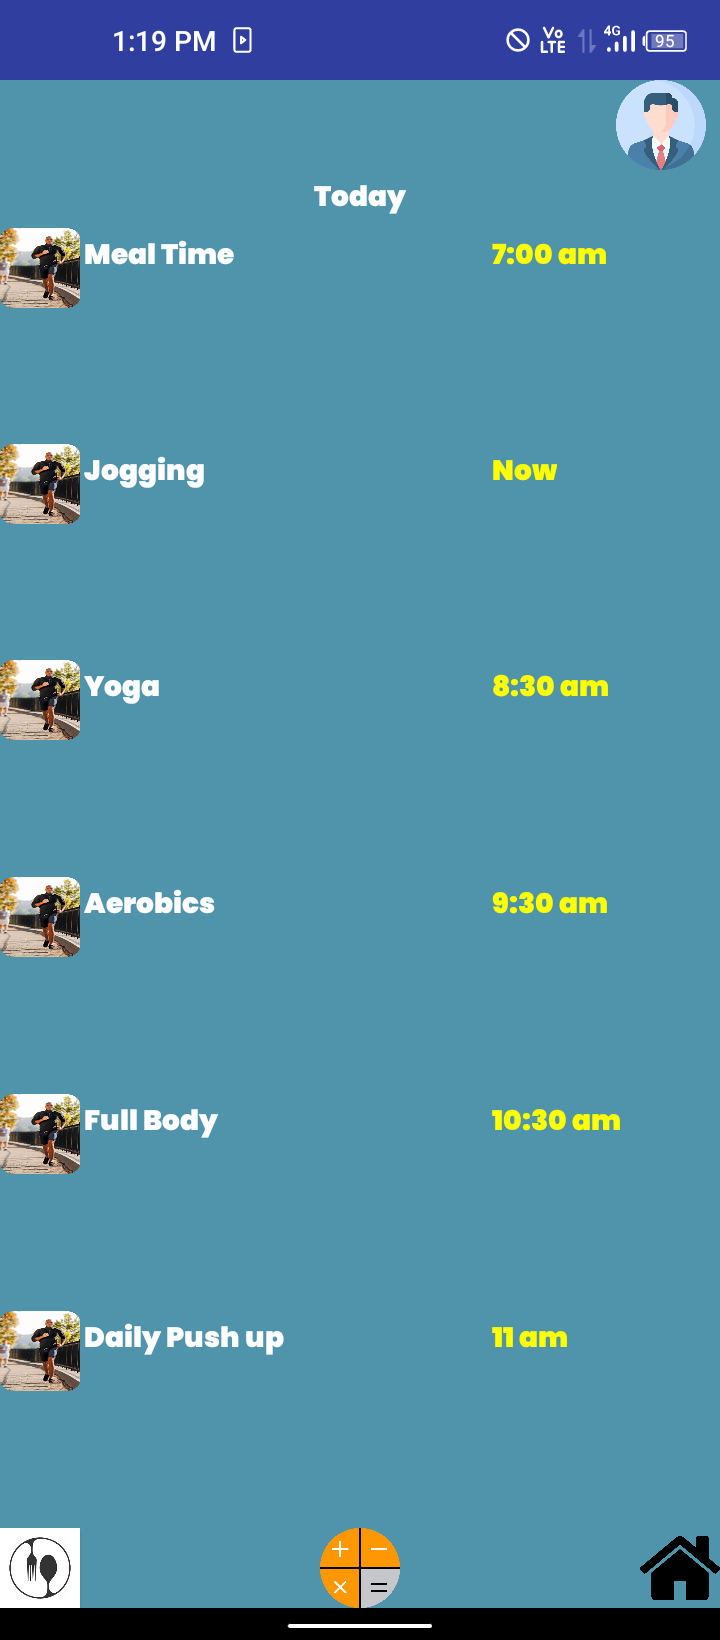 1:19 PM
Vo LTE 4G 95
Today
Meal Time 7:00 am
Jogging Now
Yoga 8:30 am
Aerobics 9:30 am
Full Body 10:30 am
Daily Push up 11 am